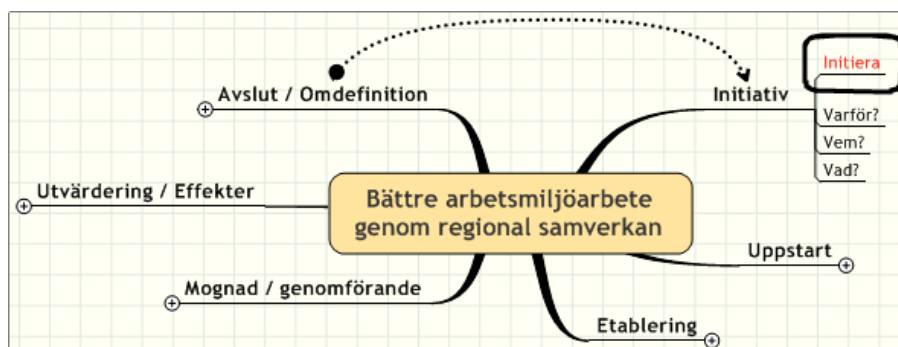 Initiera
Avslut / Omdefinition
Initiativ
Varför?
Vem?
Vad?
Utvärdering / Effekter
Bättre arbetsmiljöarbete
genom regional samverkan
Uppstart
Mognad / genomförande
Etablering